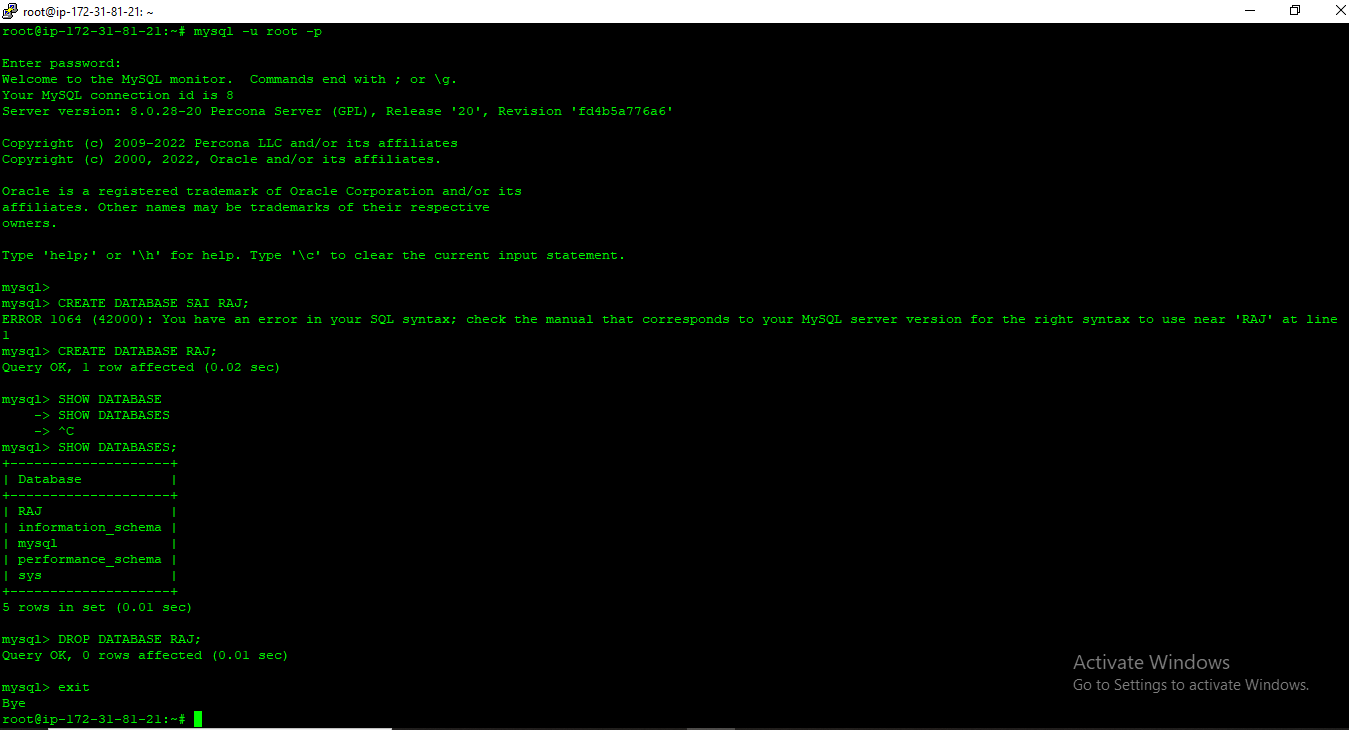 root@ip-172-31-81-21: ~
root@ip-172-31-81-21:~# mysql -u root -p
Enter password:
Welcome to the MySQL monitor.  Commands end with ; or \g.
Your MySQL connection id is 8
Server version: 8.0.28-20 Percona Server (GPL), Release '20', Revision 'fd4b5a776a6'
Copyright (c) 2009-2022 Percona LLC and/or its affiliates
Copyright (c) 2000, 2022, Oracle and/or its affiliates.
Oracle is a registered trademark of Oracle Corporation and/or its
affiliates. Other names may be trademarks of their respective
owners.
Type 'help;' or '\h' for help. Type '\c' to clear the current input statement.
mysql>
mysql> CREATE DATABASE SAI RAJ;
ERROR 1064 (42000): You have an error in your SQL syntax; check the manual that corresponds to your MySQL server version for the right syntax to use near 'RAJ' at line
1
mysql> CREATE DATABASE RAJ;
Query OK, 1 row affected (0.02 sec)
mysql> SHOW DATABASE
    -> SHOW DATABASES
    -> ^C
mysql> SHOW DATABASES;
+--------------------+
| Database           |
+--------------------+
| RAJ                |
| information_schema |
| mysql              |
| performance_schema |
| sys                |
+--------------------+
5 rows in set (0.01 sec)
mysql> DROP DATABASE RAJ;
Query OK, 0 rows affected (0.01 sec)
mysql> exit
Bye
root@ip-172-31-81-21:~#
Activate Windows
Go to Settings to activate Windows.